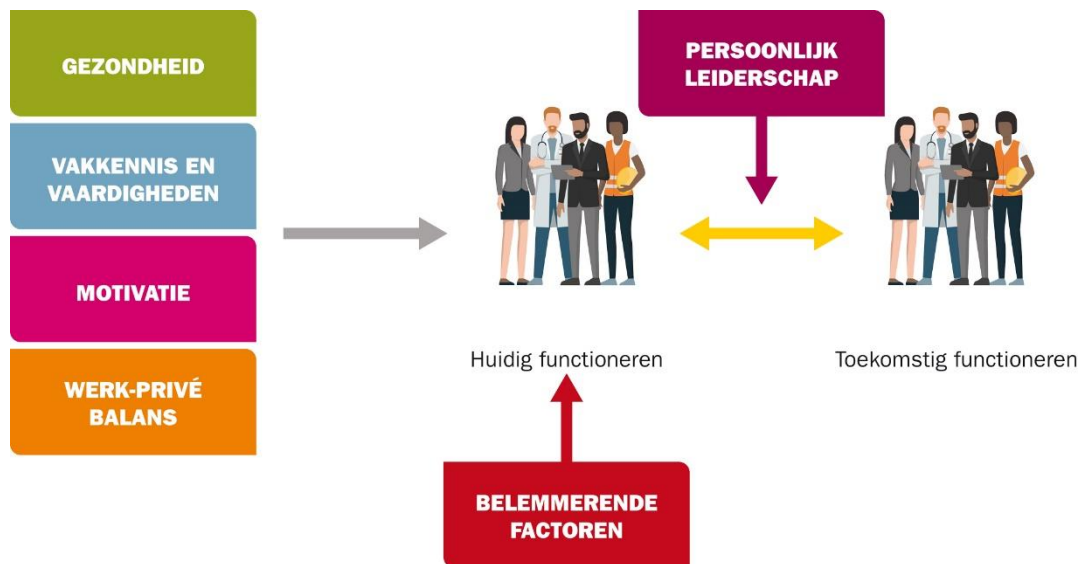 GEZONDHEID
VAKKENNIS EN
VAARDIGHEDEN
MOTIVATIE
WERK-PRIVÉ
BALANS
PERSOONLIJK
LEIDERSCHAP
Huidig functioneren
Toekomstig functioneren
BELEMMERENDE
FACTOREN